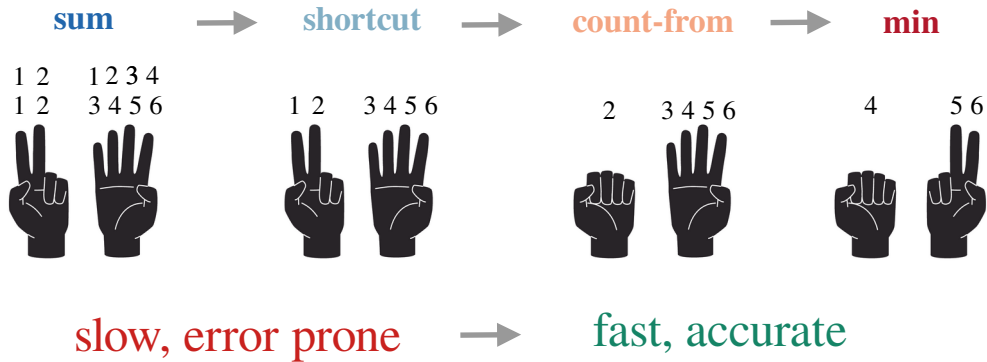 sum shortcut count-from min
1 2 1 2 3 4
1 2 3 4 5 6 1 2 3 4 5 6 2 3 4 5 6 4 5 6
slow, error prone fast, accurate